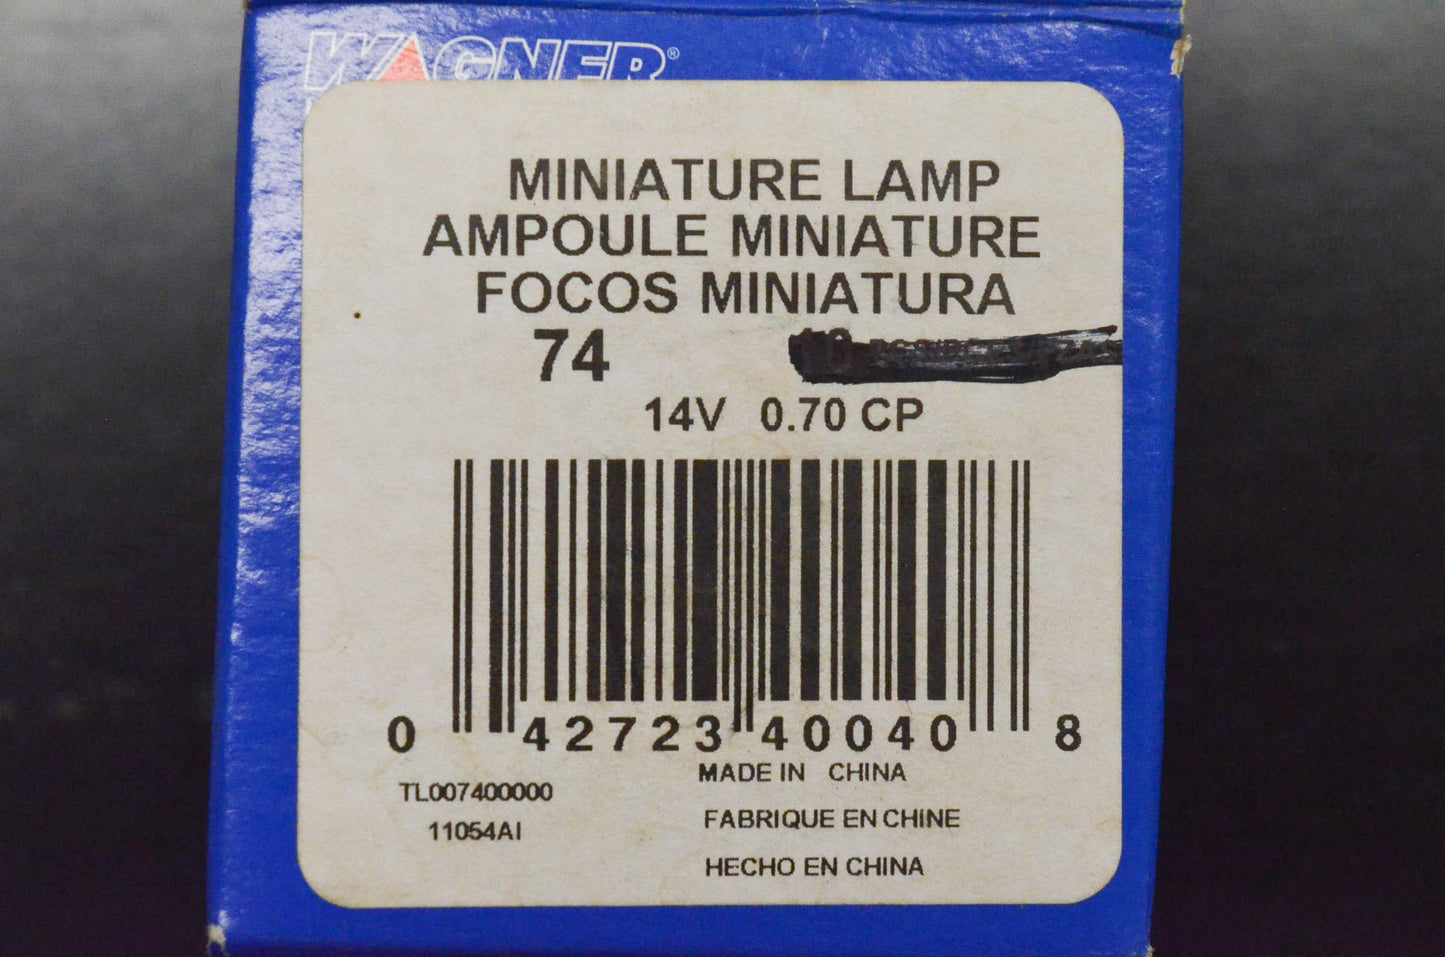 WAGNER®
MINIATURE LAMP
AMPOULE MINIATURE
FOCOS MINIATURA
74
14V 0.70 CP
0 42723 40040 8
MADE IN CHINA
TL007400000
FABRIQUE EN CHINE
11054AI
HECHO EN CHINA